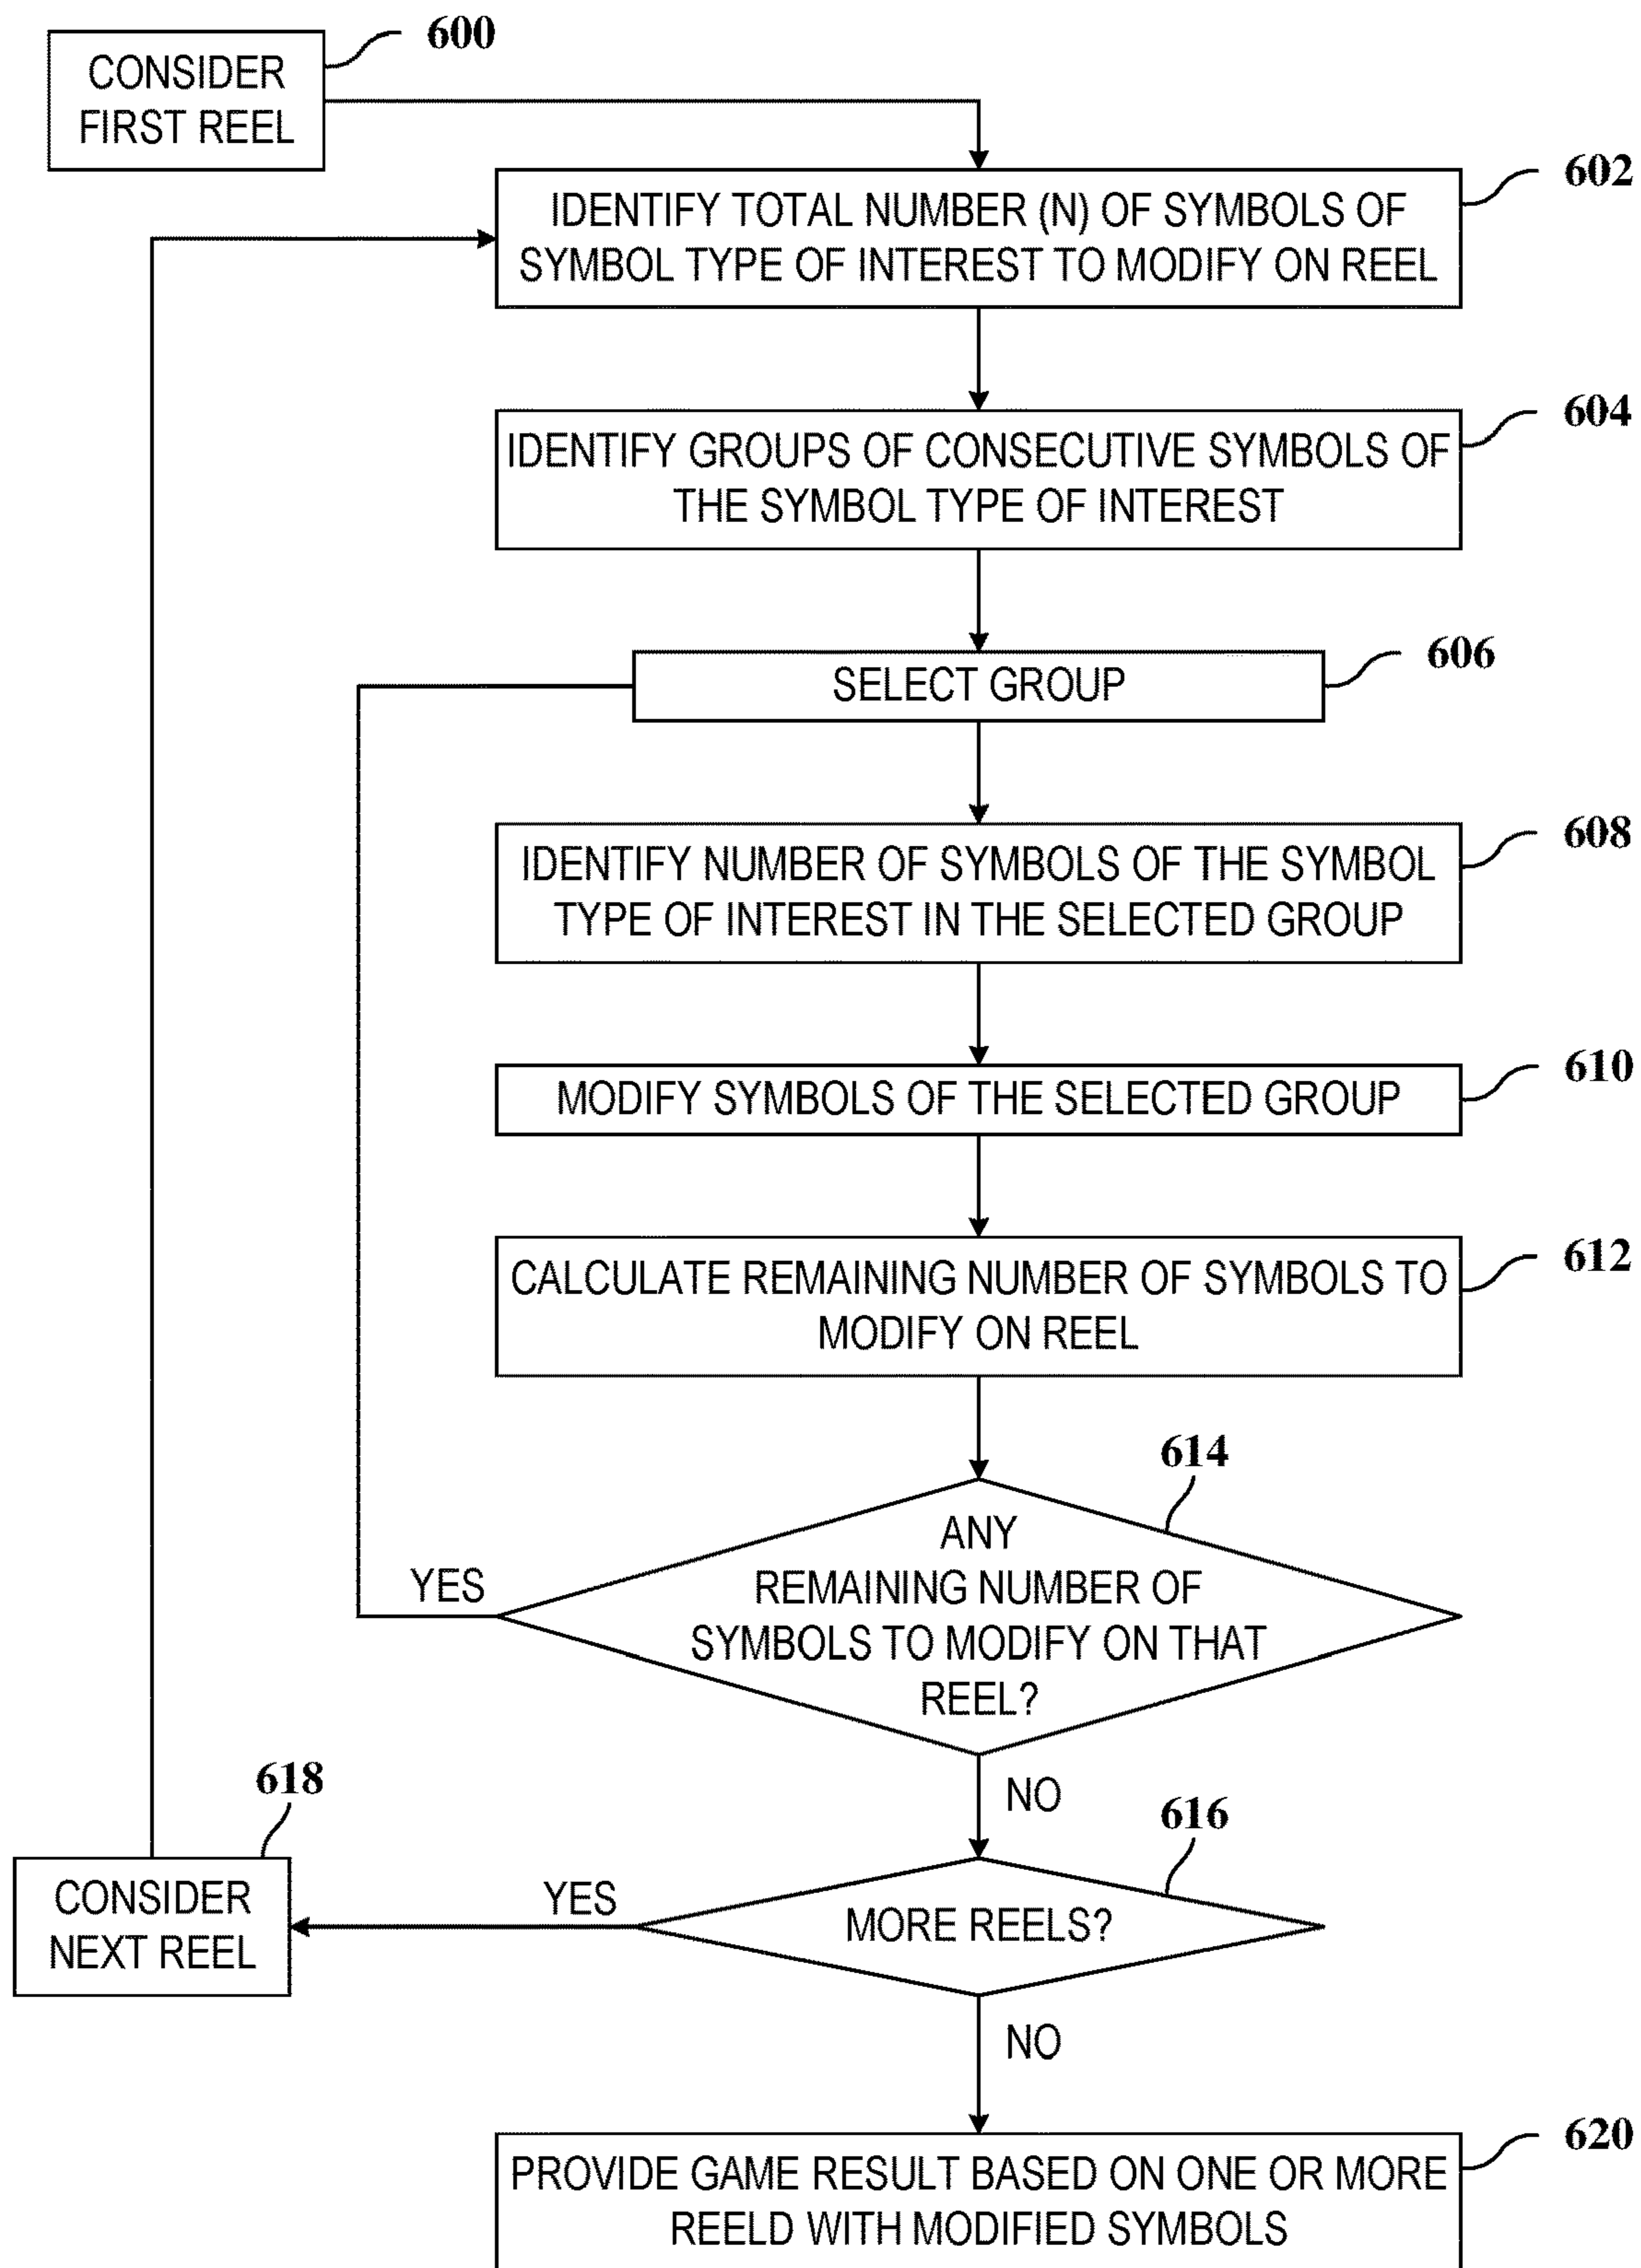 600
CONSIDER
FIRST REEL
602
IDENTIFY TOTAL NUMBER (N) OF SYMBOLS OF
SYMBOL TYPE OF INTEREST TO MODIFY ON REEL
604
IDENTIFY GROUPS OF CONSECUTIVE SYMBOLS OF
THE SYMBOL TYPE OF INTEREST
606
SELECT GROUP
608
IDENTIFY NUMBER OF SYMBOLS OF THE SYMBOL
TYPE OF INTEREST IN THE SELECTED GROUP
610
MODIFY SYMBOLS OF THE SELECTED GROUP
612
CALCULATE REMAINING NUMBER OF SYMBOLS TO
MODIFY ON REEL
614
ANY
REMAINING NUMBER OF
SYMBOLS TO MODIFY ON THAT
REEL?
YES
NO
616
MORE REELS?
YES
618
CONSIDER
NEXT REEL
NO
620
PROVIDE GAME RESULT BASED ON ONE OR MORE
REELD WITH MODIFIED SYMBOLS